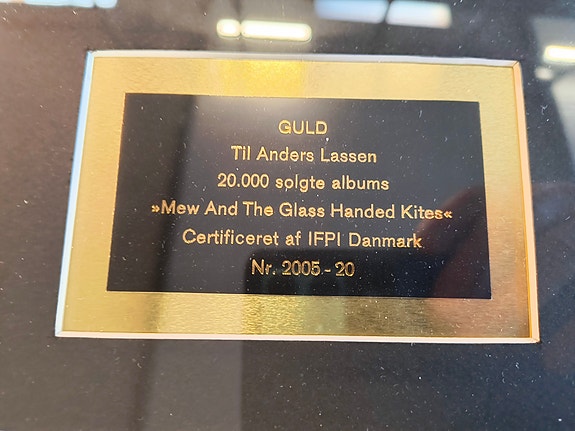 GULD
Til Anders Lassen
20.000 solgte albums
»Mew And The Glass Handed Kites«
Certificeret af IFPI Danmark
Nr. 2005 - 20